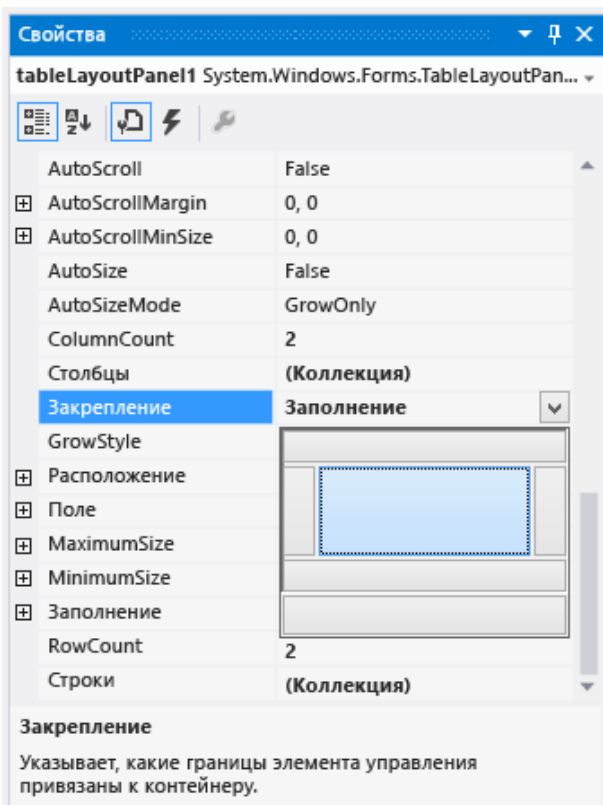 Свойства
tableLayoutPanel1 System.Windows.Forms.TableLayoutPan...
AutoScroll False
AutoScrollMargin 0, 0
AutoScrollMinSize 0, 0
AutoSize False
AutoSizeMode GrowOnly
ColumnCount 2
Столбцы (Коллекция)
Закрепление Заполнение
GrowStyle
Расположение
Поле
MaximumSize
MinimumSize
Заполнение
RowCount 2
Строки (Коллекция)
Закрепление
Указывает, какие границы элемента управления
привязаны к контейнеру.